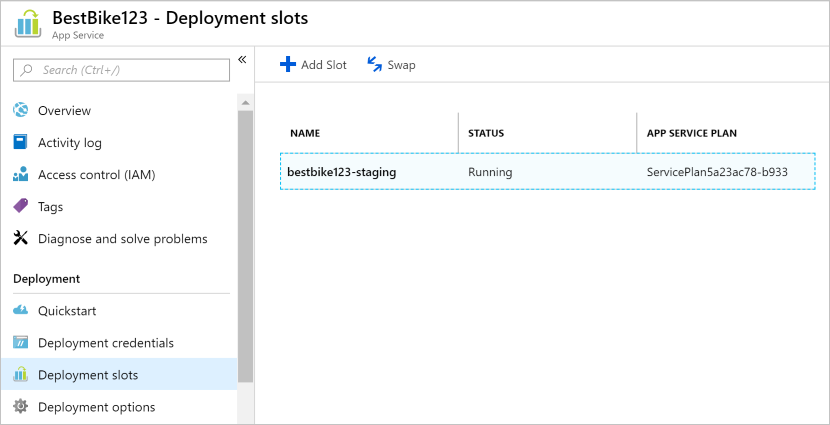 BestBike123 - Deployment slots
App Service
Search (Ctrl+/)
«
Overview
Activity log
Access control (IAM)
Tags
Diagnose and solve problems
Deployment
Quickstart
Deployment credentials
Deployment slots
Deployment options
Add Slot
Swap
NAME STATUS APP SERVICE PLAN
bestbike123-staging Running ServicePlan5a23ac78-b933